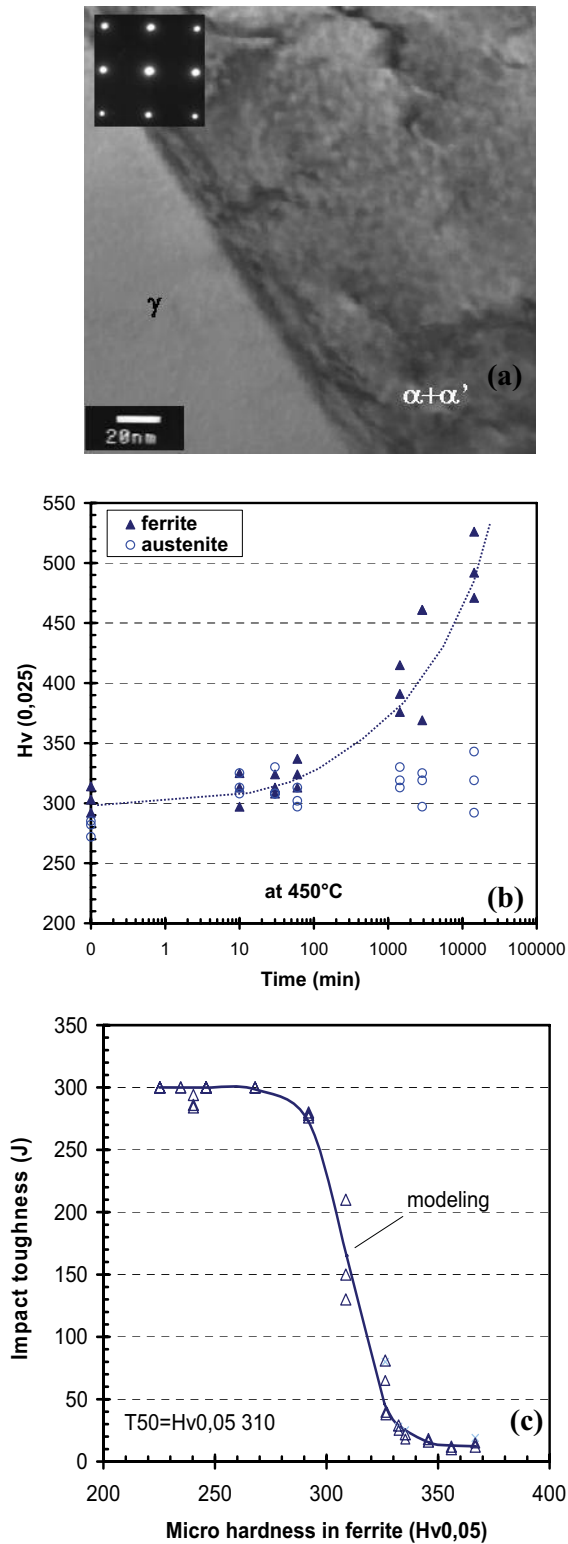 γ
(a)
α+α'
20nm
550
500
450
400
350
300
250
200
Hv (0,025)
ferrite
austenite
at 450°C
(b)
0 1 10 100 1000 10000 100000
Time (min)
350
300
250
200
150
100
50
0
Impact toughness (J)
modeling
T50=Hv0,05 310
(c)
200 250 300 350 400
Micro hardness in ferrite (Hv0,05)